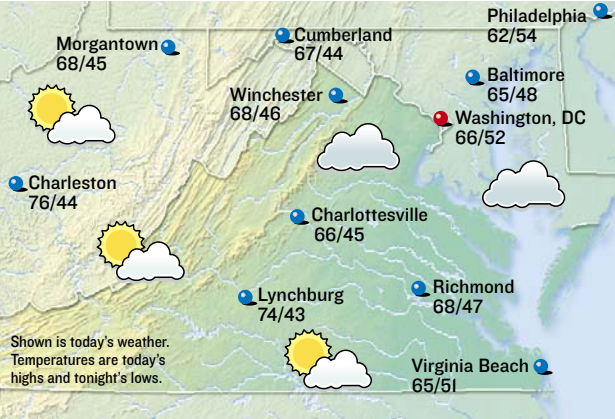 Philadelphia
62/54
Cumberland
67/44
Morgantown
68/45
Baltimore
65/48
Winchester
68/46
Washington, DC
66/52
Charleston
76/44
Charlottesville
66/45
Lynchburg
74/43
Richmond
68/47
Shown is today's weather.
Temperatures are today's
highs and tonight's lows.
Virginia Beach
65/51